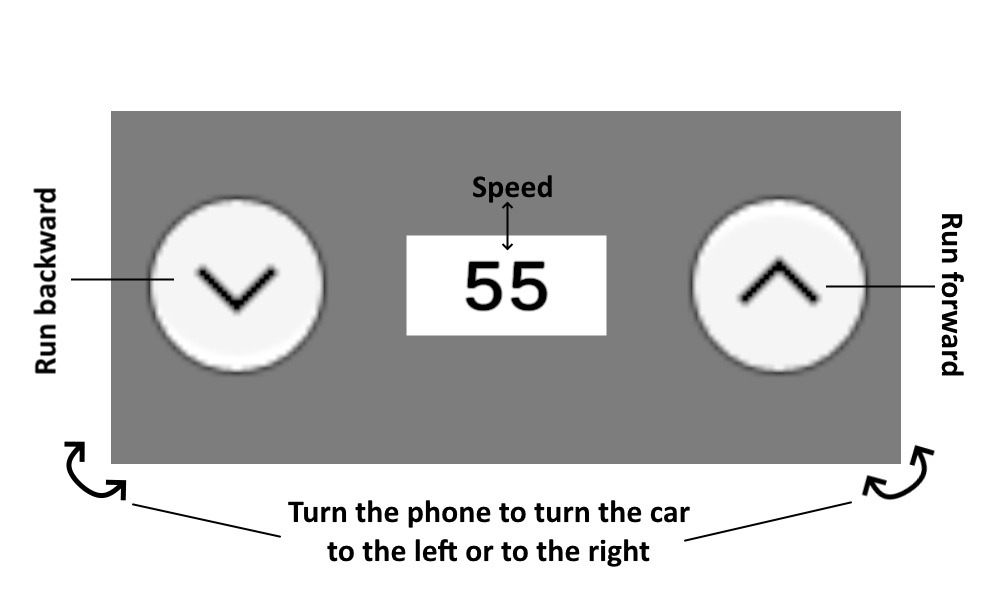 Speed
55
Run backward
Run forward
Turn the phone to turn the car
to the left or to the right